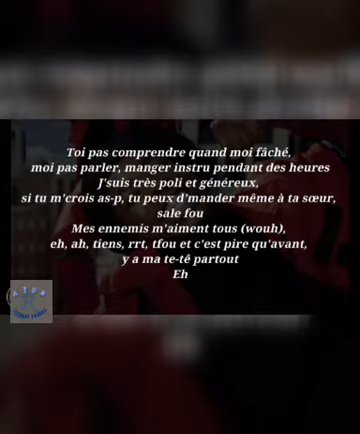 Toi pas comprendre quand moi fâché,
moi pas parler, manger instru pendant des heures
J'suis très poli et généreux,
si tu m'crois as-p, tu peux d'mander même à ta sœur,
sale fou
Mes ennemis m'aiment tous (wouh),
eh, ah, tiens, rrt, tfou et c'est pire qu'avant,
y a ma te-tê partout
Eh